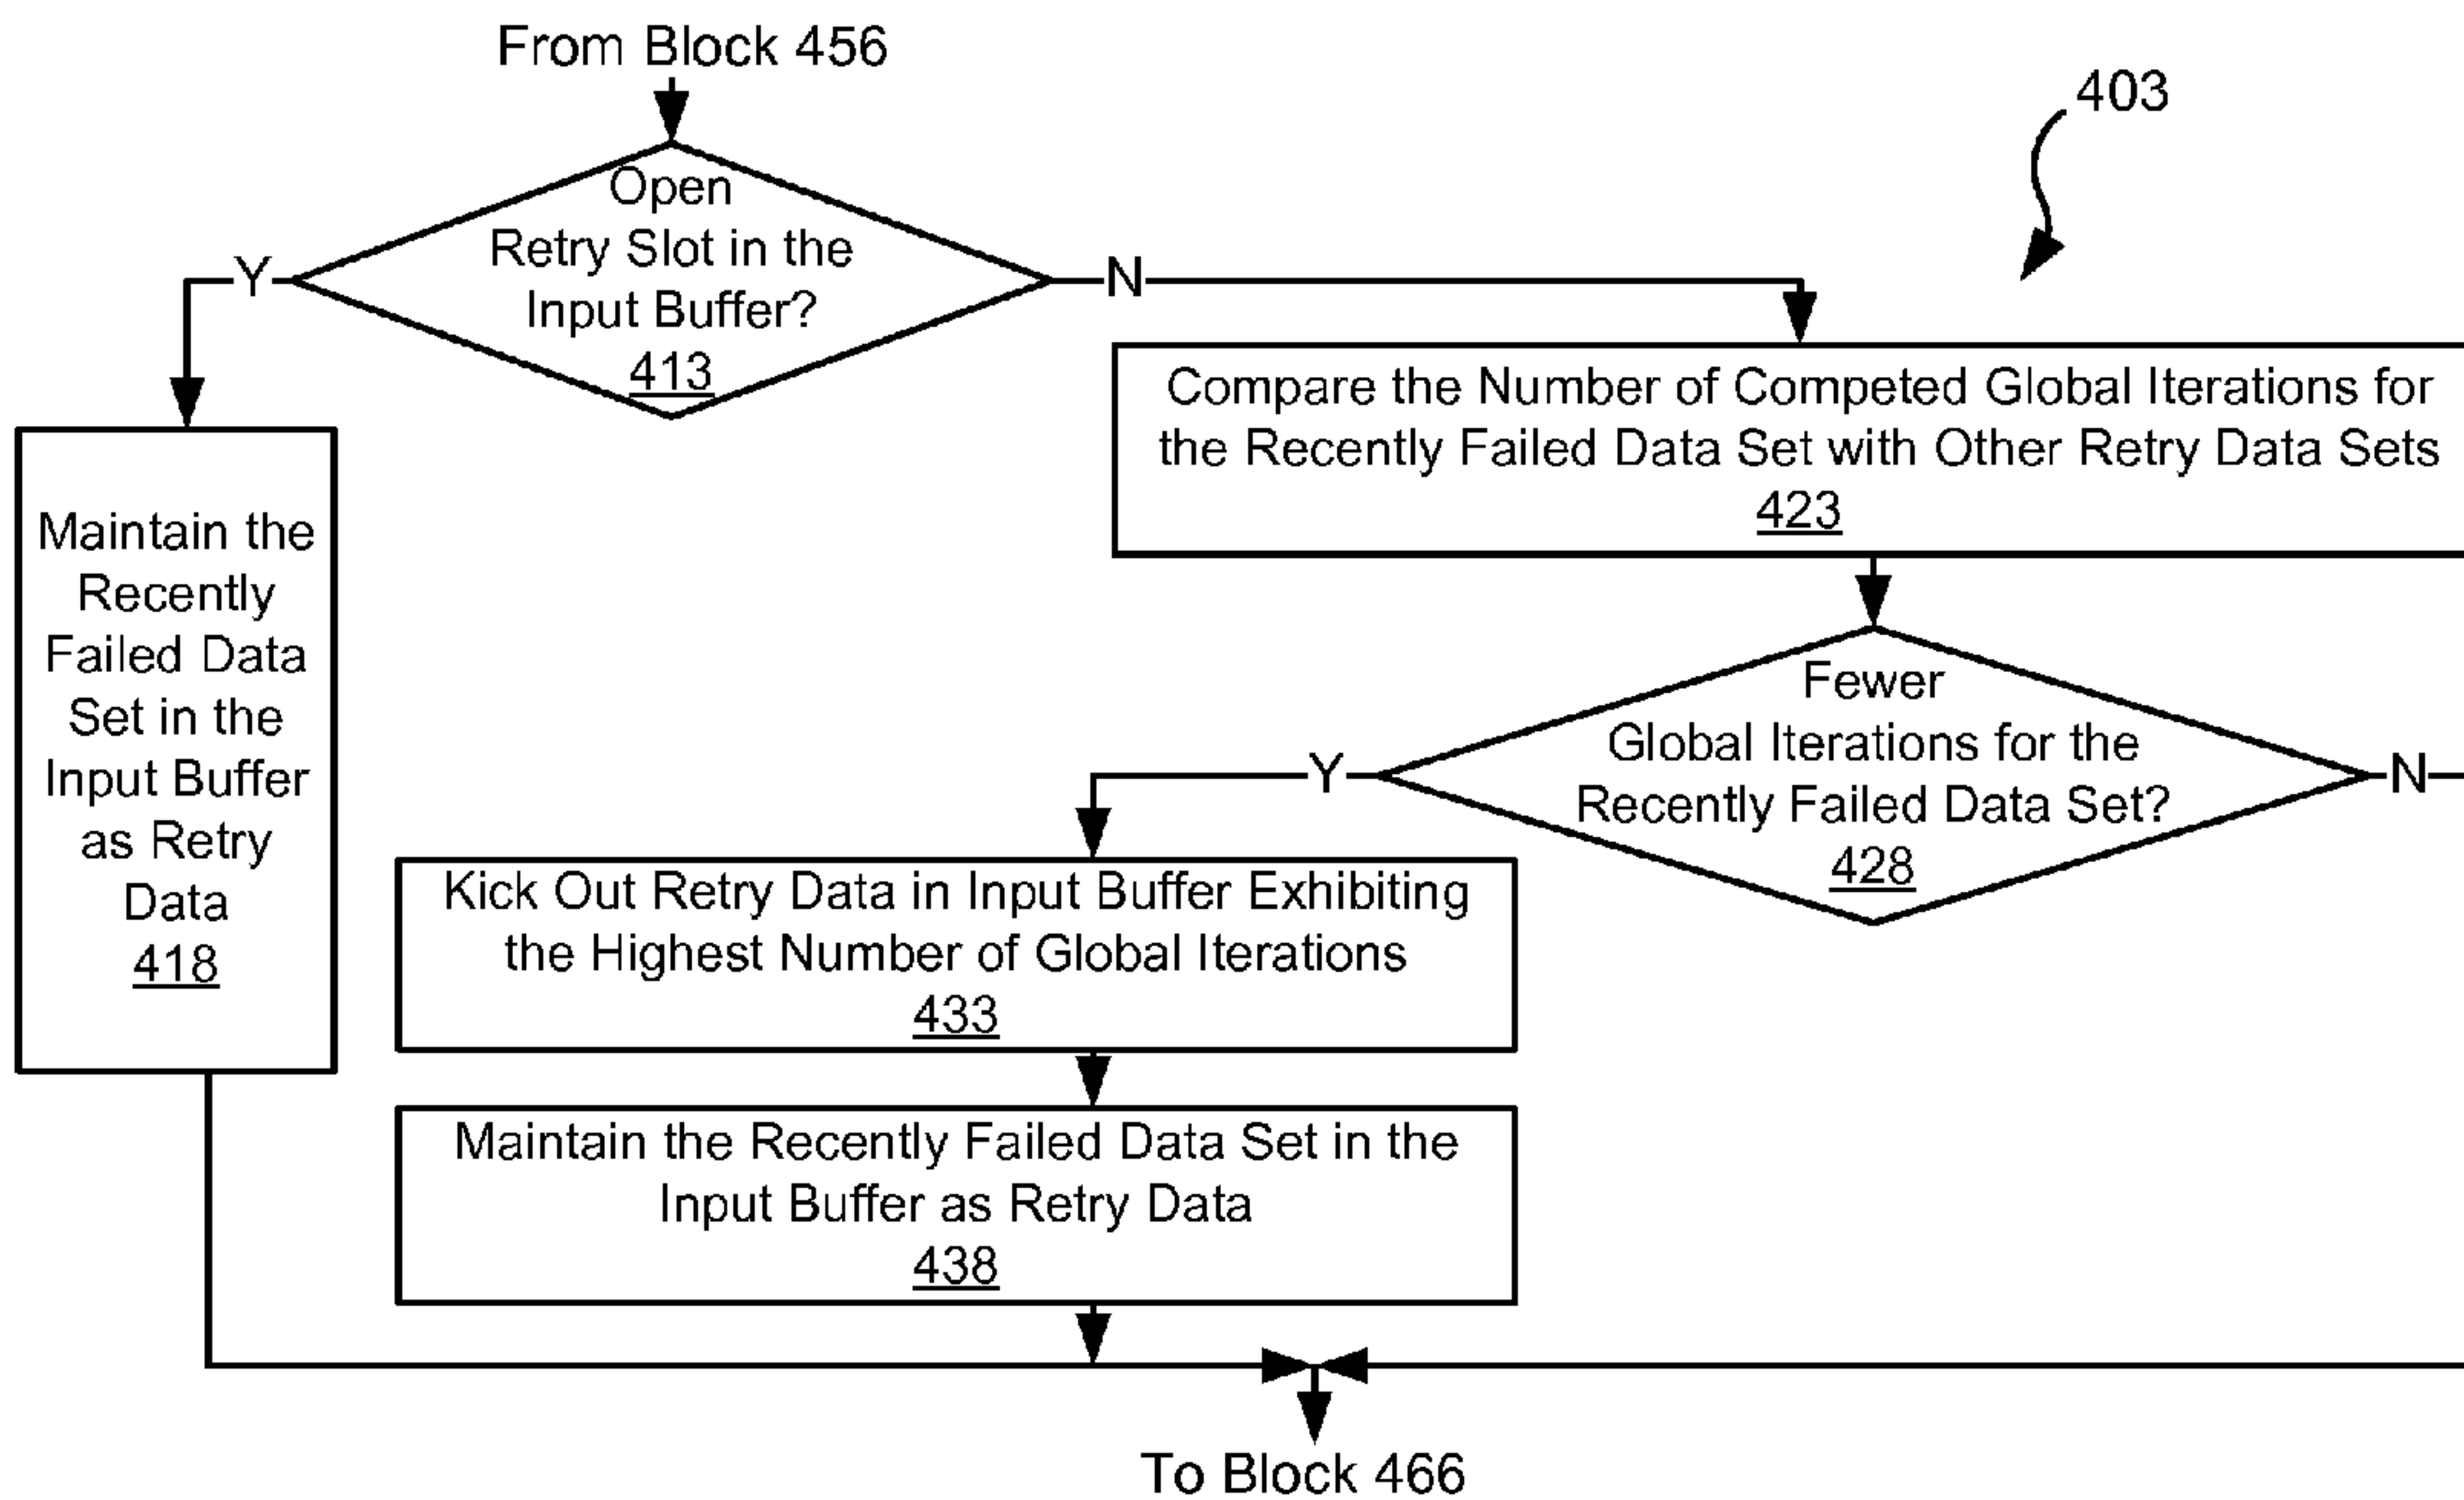 From Block 456
403
Open
Retry Slot in the
Input Buffer?
413
Y
N
Compare the Number of Competed Global Iterations for
the Recently Failed Data Set with Other Retry Data Sets
423
Maintain the
Recently
Failed Data
Set in the
Input Buffer
as Retry
Data
418
Fewer
Global Iterations for the
Recently Failed Data Set?
428
Y
N
Kick Out Retry Data in Input Buffer Exhibiting
the Highest Number of Global Iterations
433
Maintain the Recently Failed Data Set in the
Input Buffer as Retry Data
438
To Block 466